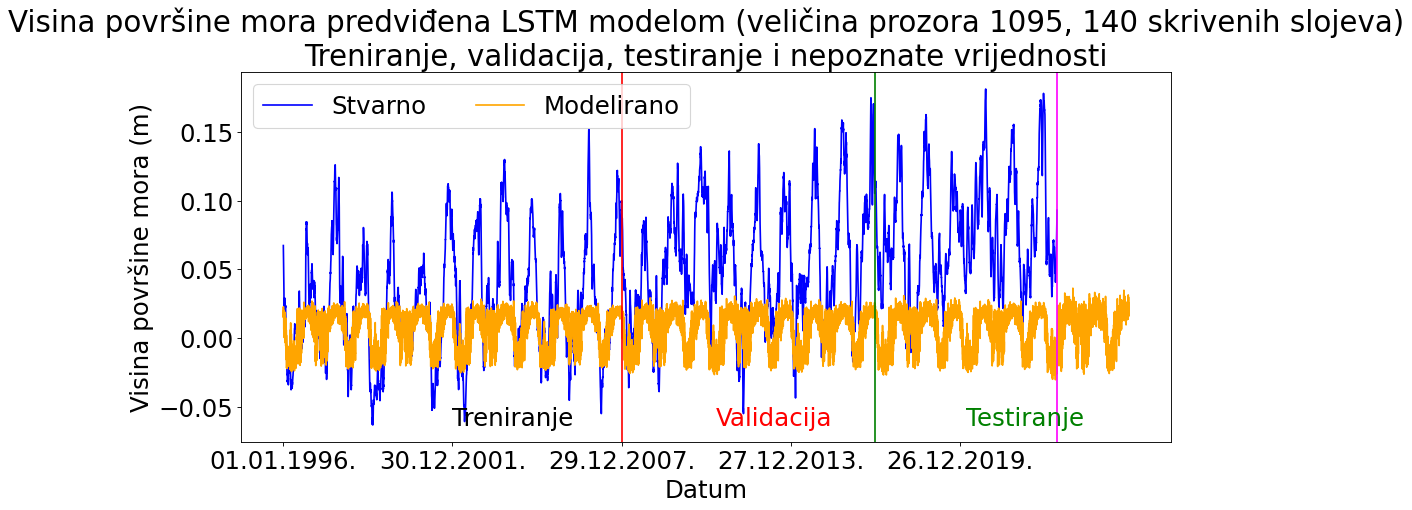 Visina površine mora predviđena LSTM modelom (veličina prozora 1095, 140 skrivenih slojeva)
Treniranje, validacija, testiranje i nepoznate vrijednosti
Stvarno
Modelirano
Visina površine mora (m)
0.15
0.10
0.05
0.00
−0.05
Treniranje
Validacija
Testiranje
01.01.1996.
30.12.2001.
29.12.2007.
27.12.2013.
26.12.2019.
Datum